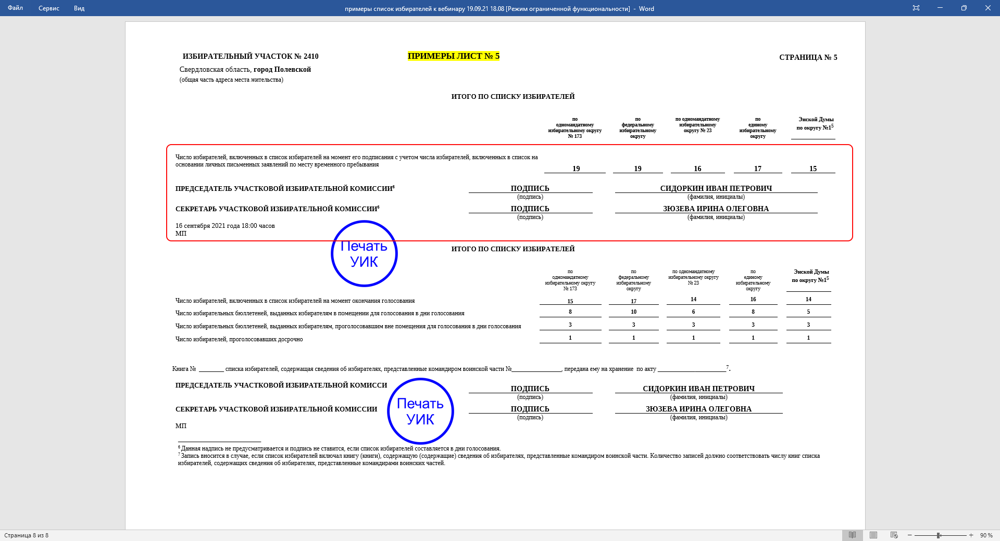 Файл Сервис Вид примеры список избирателей к вебинару 19.09.21 18.08 [Режим ограниченной функциональности] - Word
ИЗБИРАТЕЛЬНЫЙ УЧАСТОК № 2410 ПРИМЕРЫ ЛИСТ № 5 СТРАНИЦА № 5
Свердловская область, город Полевской
(общая часть адреса места жительства)
ИТОГО ПО СПИСКУ ИЗБИРАТЕЛЕЙ
по по по одномандатному по Энской Думы
одномандатному федеральному избирательному единому по округу №1⁵
избирательному округу избирательному округу № 23 избирательному
№ 173 округу округу
Число избирателей, включенных в список избирателей на момент его подписания с учетом числа избирателей, включенных в список на
основании личных письменных заявлений по месту временного пребывания
19 19 16 17 15
ПРЕДСЕДАТЕЛЬ УЧАСТКОВОЙ ИЗБИРАТЕЛЬНОЙ КОМИССИИ⁶ ПОДПИСЬ СИДОРКИН ИВАН ПЕТРОВИЧ
(подпись) (фамилия, инициалы)
СЕКРЕТАРЬ УЧАСТКОВОЙ ИЗБИРАТЕЛЬНОЙ КОМИССИИ⁶ ПОДПИСЬ ЗЮЗЕВА ИРИНА ОЛЕГОВНА
(подпись) (фамилия, инициалы)
16 сентября 2021 года 18:00 часов
МП
Печать
УИК
ИТОГО ПО СПИСКУ ИЗБИРАТЕЛЕЙ
по по по одномандатному по Энской Думы
одномандатному федеральному избирательному округу единому по округу №1⁵
избирательному округу избирательному № 23 избирательному
№ 173 округу округу
Число избирателей, включенных в список избирателей на момент окончания голосования 15 17 14 16 14
Число избирательных бюллетеней, выданных избирателям в помещении для голосования в дни голосования 8 10 6 8 5
Число избирательных бюллетеней, выданных избирателям, проголосовавшим вне помещения для голосования в дни голосования 3 3 3 3 3
Число избирателей, проголосовавших досрочно 1 1 1 1 1
Книга № ________ списка избирателей, содержащая сведения об избирателях, представленные командиром воинской части №________________, передана ему на хранение по акту ______________________⁷.
ПРЕДСЕДАТЕЛЬ УЧАСТКОВОЙ ИЗБИРАТЕЛЬНОЙ КОМИССИ ПОДПИСЬ СИДОРКИН ИВАН ПЕТРОВИЧ
(подпись) (фамилия, инициалы)
Печать
УИК
СЕКРЕТАРЬ УЧАСТКОВОЙ ИЗБИРАТЕЛЬНОЙ КОМИССИИ ПОДПИСЬ ЗЮЗЕВА ИРИНА ОЛЕГОВНА
(подпись) (фамилия, инициалы)
МП
⁶ Данная надпись не предусматривается и подпись не ставится, если список избирателей составляется в дни голосования.
⁷ Запись вносится в случае, если список избирателей включал книгу (книги), содержащую (содержащие) сведения об избирателях, представленные командиром воинской части. Количество записей должно соответствовать числу книг списка
избирателей, содержащих сведения об избирателях, представленные командирами воинских частей.
Страница 8 из 8 90 %